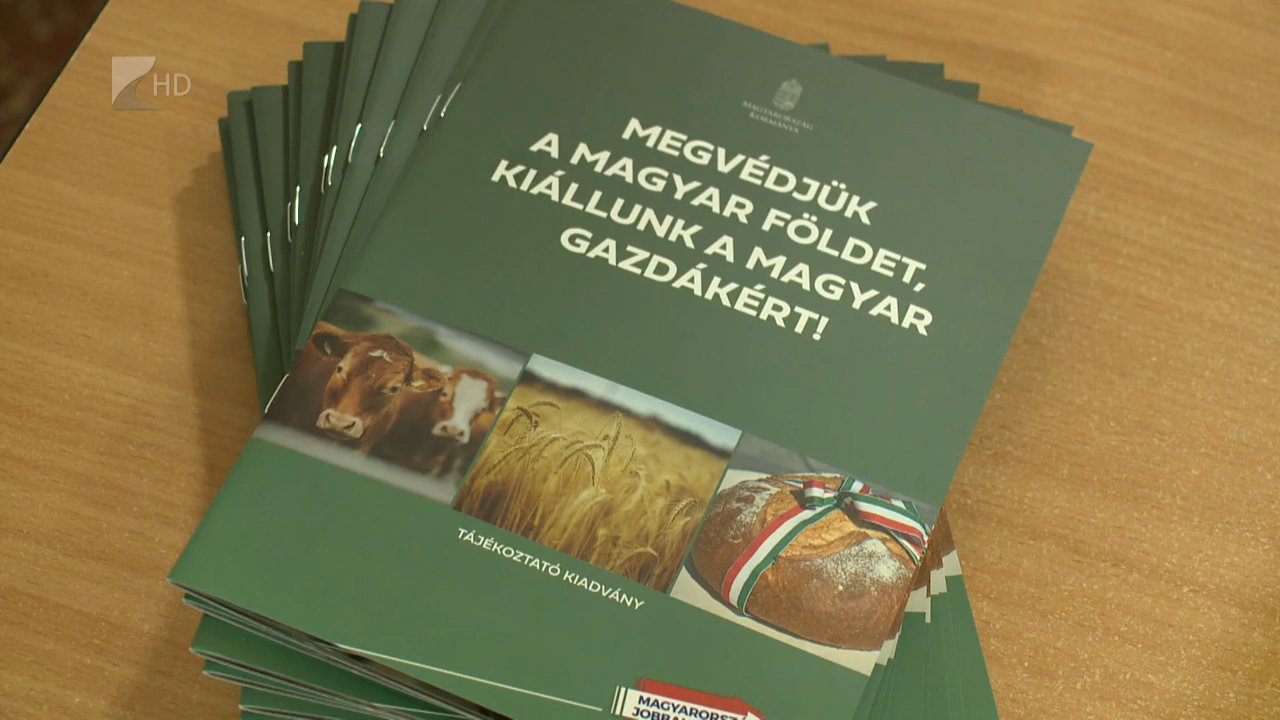 HD
MAGYARORSZÁG
KORMÁNYA
MEGVÉDJÜK
A MAGYAR FÖLDET,
KIÁLLUNK A MAGYAR
GAZDÁKÉRT!
TÁJÉKOZTATÓ KIADVÁNY